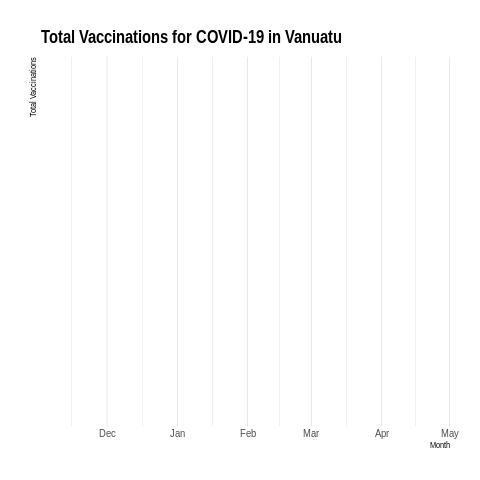 Total Vaccinations for COVID-19 in Vanuatu
Total Vaccinations
Dec Jan Feb Mar Apr May
Month